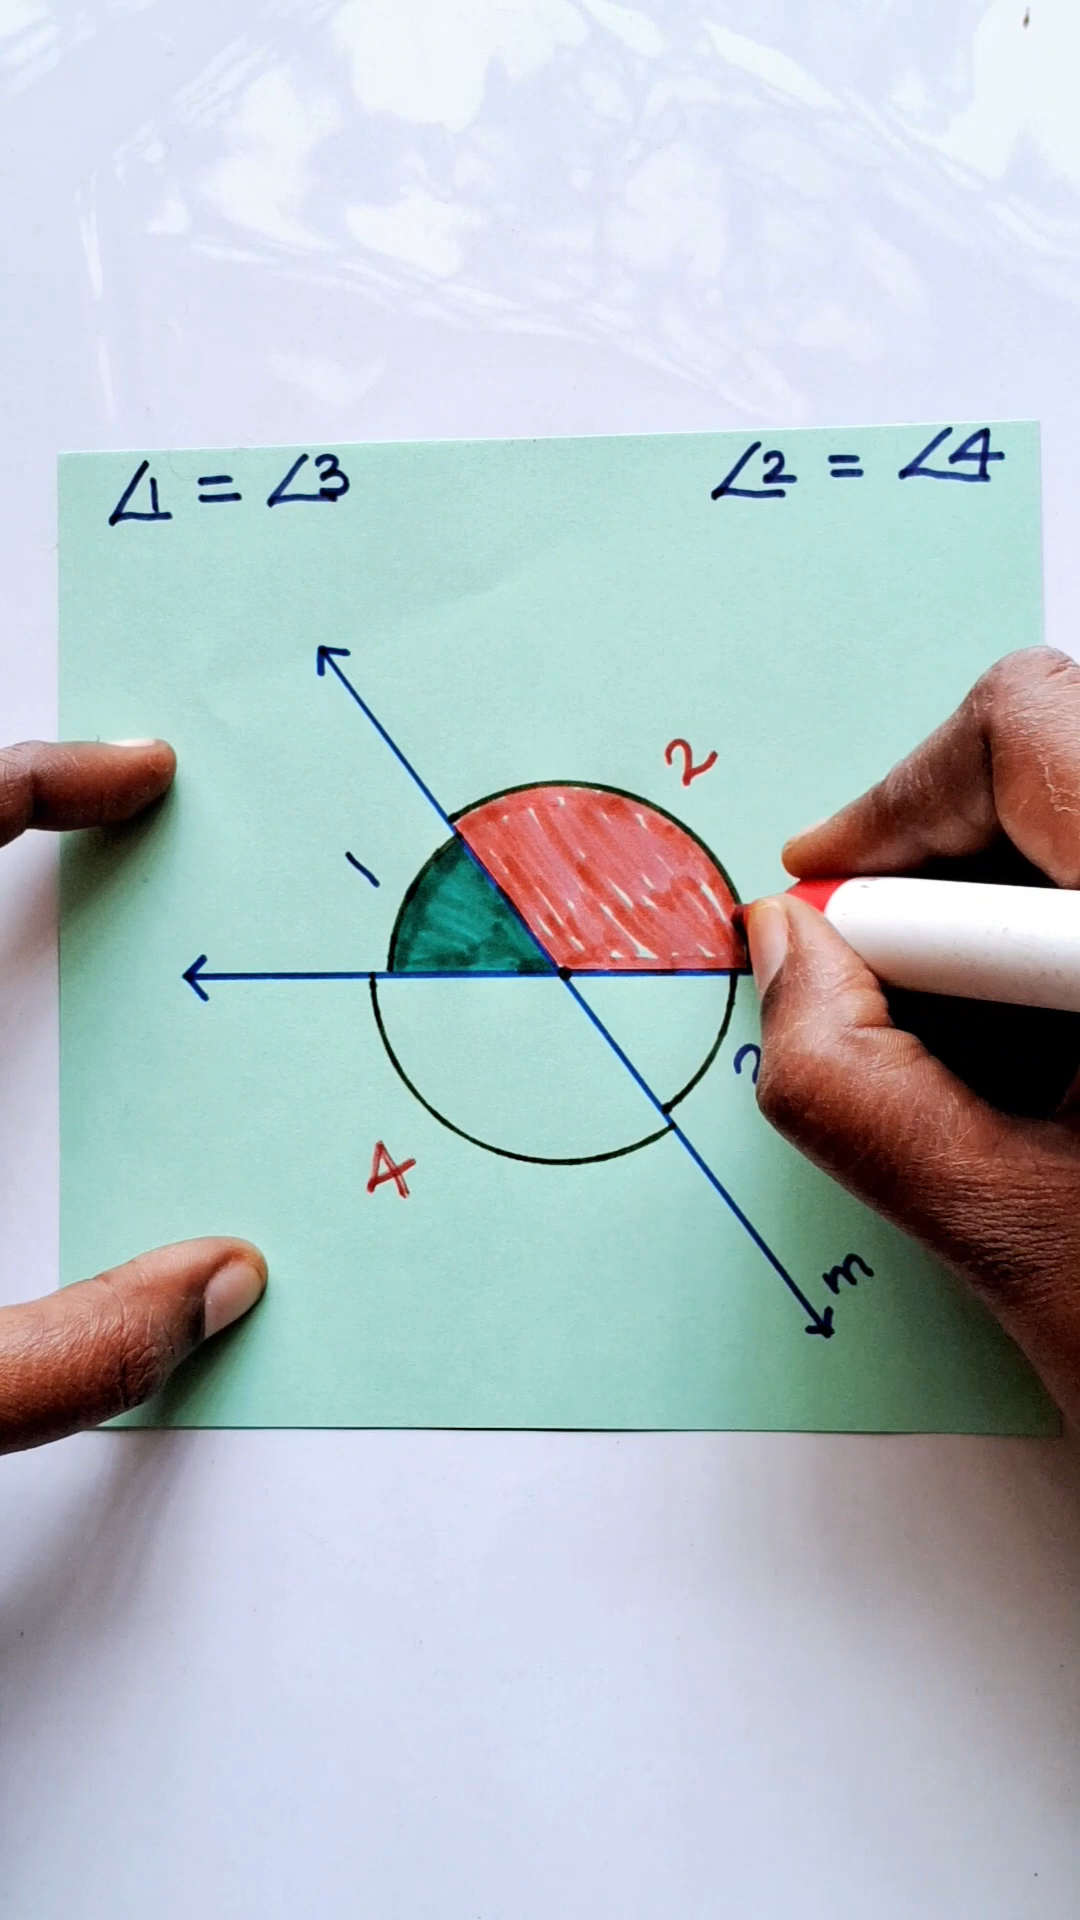 ∠1 = ∠3
∠2 = ∠4
2
1
4
m